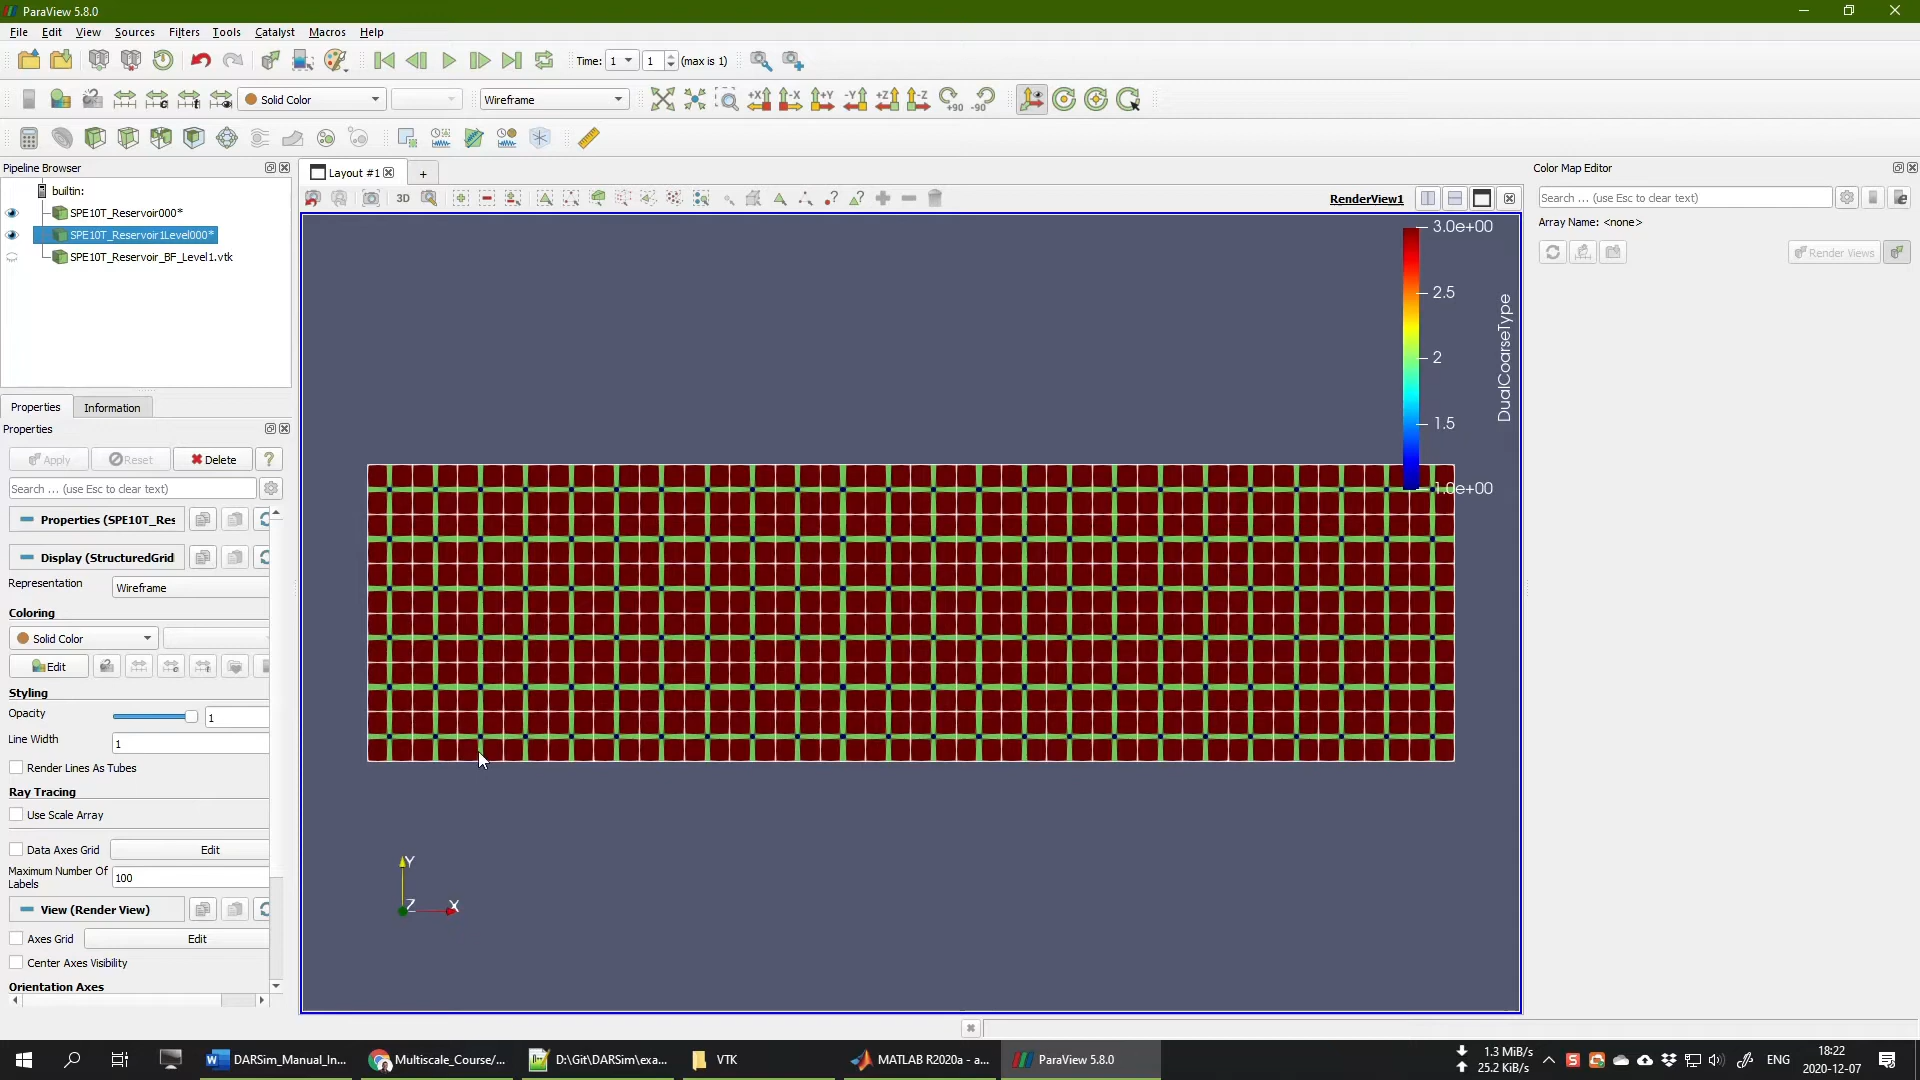 ParaView 5.8.0
File Edit View Sources Filters Tools Catalyst Macros Help
Time: 1 1 (max is 1)
Solid Color Wireframe +X -X +Y -Y +Z -Z +90 -90
Pipeline Browser
builtin:
SPE10T_Reservoir000*
SPE10T_Reservoir1Level000*
SPE10T_Reservoir_BF_Level1.vtk
Properties Information
Properties
Apply Reset Delete ?
Search ... (use Esc to clear text)
Properties (SPE10T_Res
Display (StructuredGrid
Representation Wireframe
Coloring
Solid Color
Edit
Styling
Opacity 1
Line Width 1
Render Lines As Tubes
Ray Tracing
Use Scale Array
Data Axes Grid Edit
Maximum Number Of
Labels 100
View (Render View)
Axes Grid Edit
Center Axes Visibility
Orientation Axes
Layout #1 +
3D RenderView1
3.0e+00
2.5
2
1.5
1.0e+00
DualCoarseType
Y
Z X
Color Map Editor
Search ... (use Esc to clear text)
Array Name: <none>
Render Views
DARSim_Manual_In... Multiscale_Course/... D:\Git\DARSim\exa... VTK MATLAB R2020a - a... ParaView 5.8.0
1.3 MiB/s
25.2 KiB/s
ENG
18:22
2020-12-07